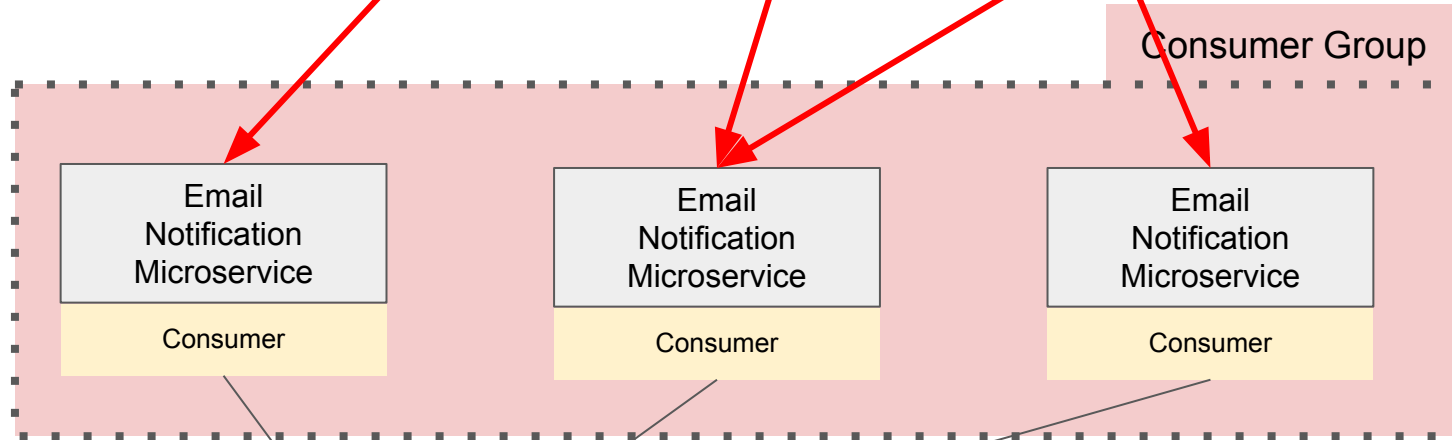 Consumer Group
Email
Notification
Microservice
Consumer
Email
Notification
Microservice
Consumer
Email
Notification
Microservice
Consumer